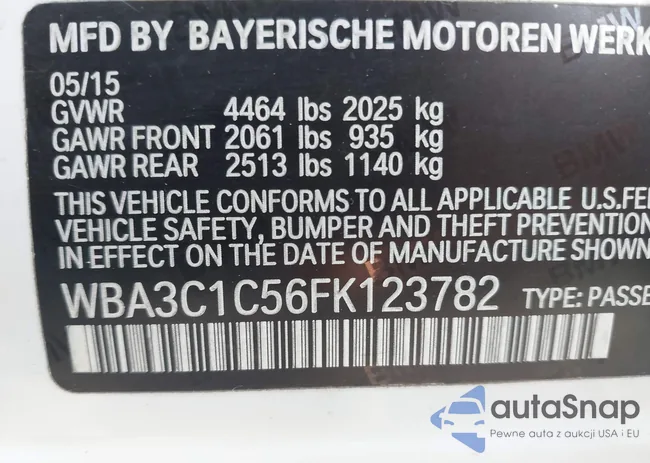 MFD BY BAYERISCHE MOTOREN WERK
05/15
GVWR 4464 lbs 2025 kg
GAWR FRONT 2061 lbs 935 kg
GAWR REAR 2513 lbs 1140 kg
THIS VEHICLE CONFORMS TO ALL APPLICABLE U.S.FE
VEHICLE SAFETY, BUMPER AND THEFT PREVENTION
IN EFFECT ON THE DATE OF MANUFACTURE SHOWN
WBA3C1C56FK123782 TYPE: PASSE
autaSnap
Pewne auta z aukcji USA i EU